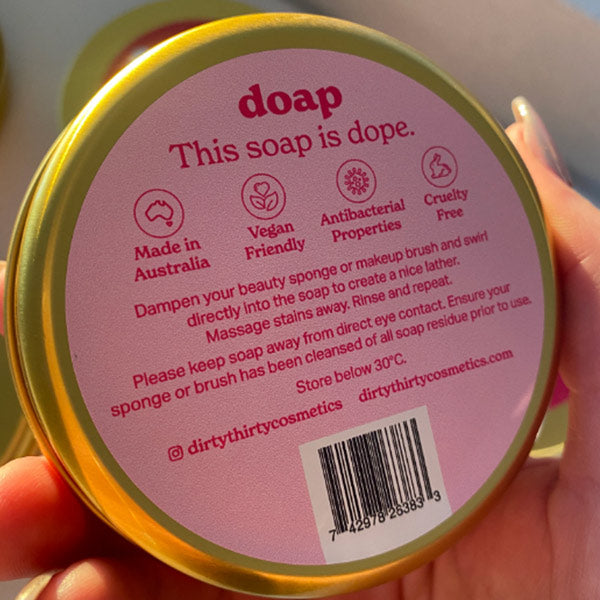 doap
This soap is dope.
Made in
Australia
Vegan
Friendly
Antibacterial
Properties
Cruelty
Free
Dampen your beauty sponge or makeup brush and swirl
directly into the soap to create a nice lather.
Massage stains away. Rinse and repeat.
Please keep soap away from direct eye contact. Ensure your
sponge or brush has been cleansed of all soap residue prior to use.
Store below 30°C.
dirtythirtycosmetics dirtythirtycosmetics.com
7 42978 26383 3